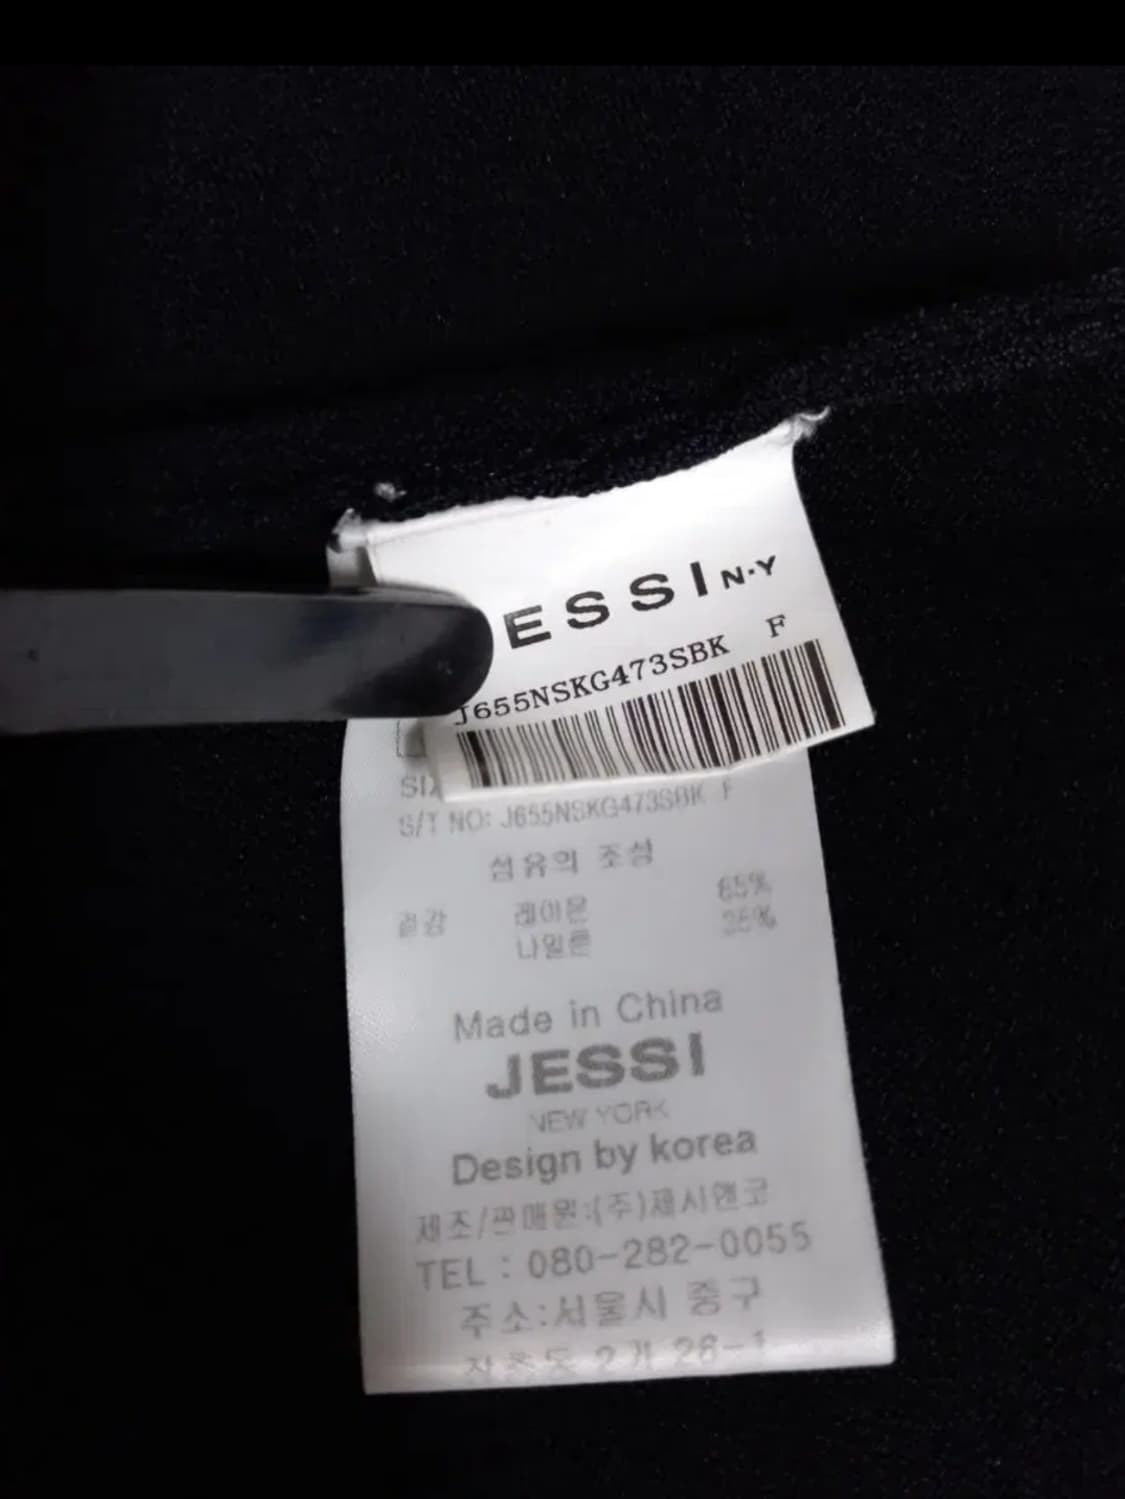 ESSI N·Y
J655NSKG473SBK F
S/T NO: J655NSKG473SBK F
섬유의 조성
겉감 레이온 65%
나일론 35%
Made in China
JESSI
NEW YORK
Design by korea
제조/판매원:(주)제시앤코
TEL : 080-282-0055
주소:서울시 중구
26-1